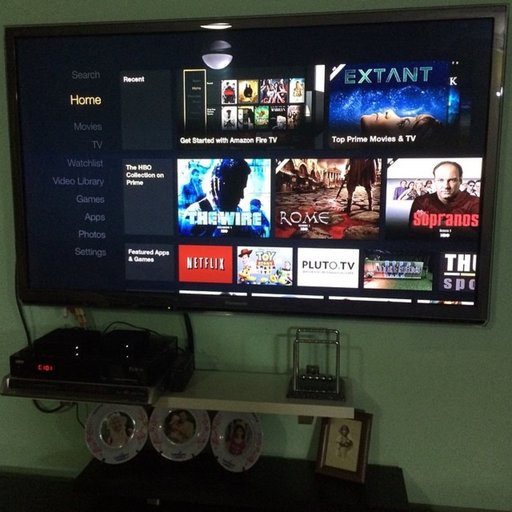 Search
Home
Movies
TV
Watchlist
Video Library
Games
Apps
Photos
Settings
Recent
Get Started with Amazon Fire TV
EXTANT
Top Prime Movies & TV
The HBO
Collection on
Prime
THE WIRE
ROME
Sopranos
Featured Apps
& Games
NETFLIX
TOY
STORY
PLUTO.TV